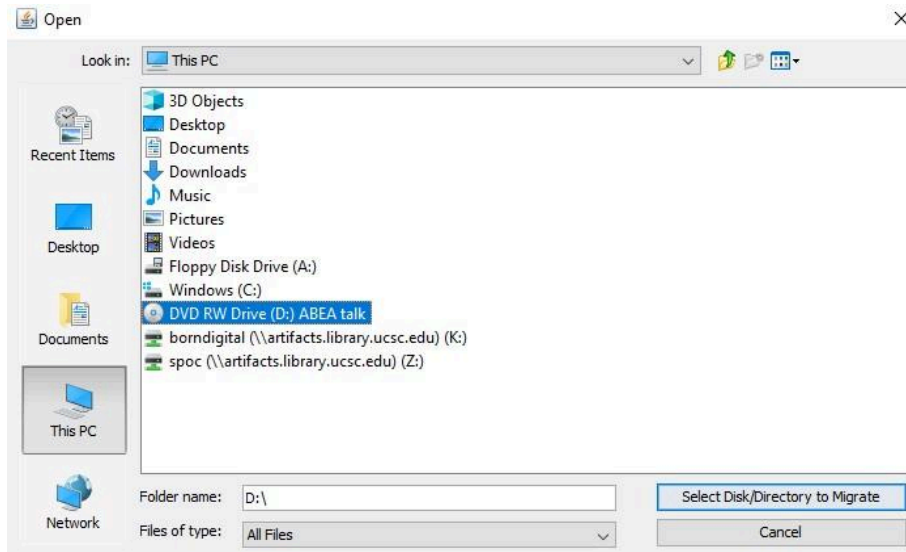 Open
Look in:
This PC
Recent Items
Desktop
Documents
This PC
Network
3D Objects
Desktop
Documents
Downloads
Music
Pictures
Videos
Floppy Disk Drive (A:)
Windows (C:)
DVD RW Drive (D:) ABEA talk
borndigital (\\artifacts.library.ucsc.edu) (K:)
spoc (\\artifacts.library.ucsc.edu) (Z:)
Folder name:
D:\
Select Disk/Directory to Migrate
Files of type:
All Files
Cancel